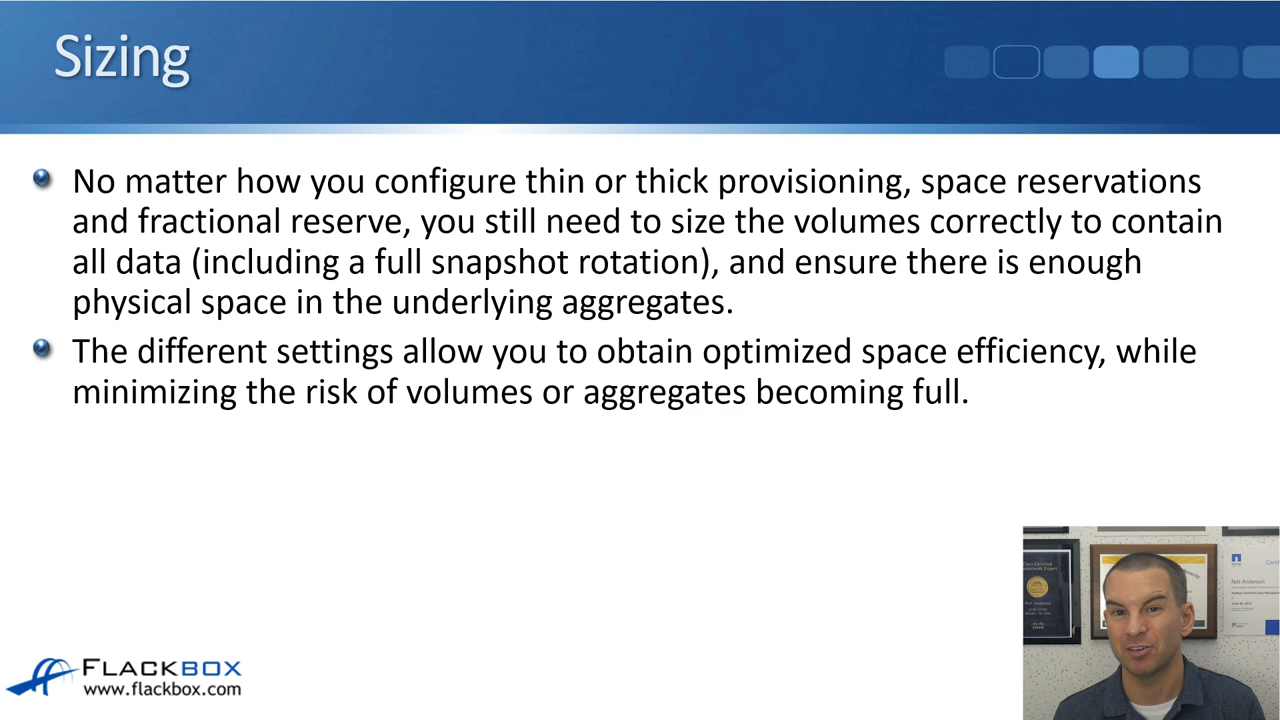 Sizing
No matter how you configure thin or thick provisioning, space reservations
and fractional reserve, you still need to size the volumes correctly to contain
all data (including a full snapshot rotation), and ensure there is enough
physical space in the underlying aggregates.
The different settings allow you to obtain optimized space efficiency, while
minimizing the risk of volumes or aggregates becoming full.
Neil Anderson
FLACKBOX
www.flackbox.com